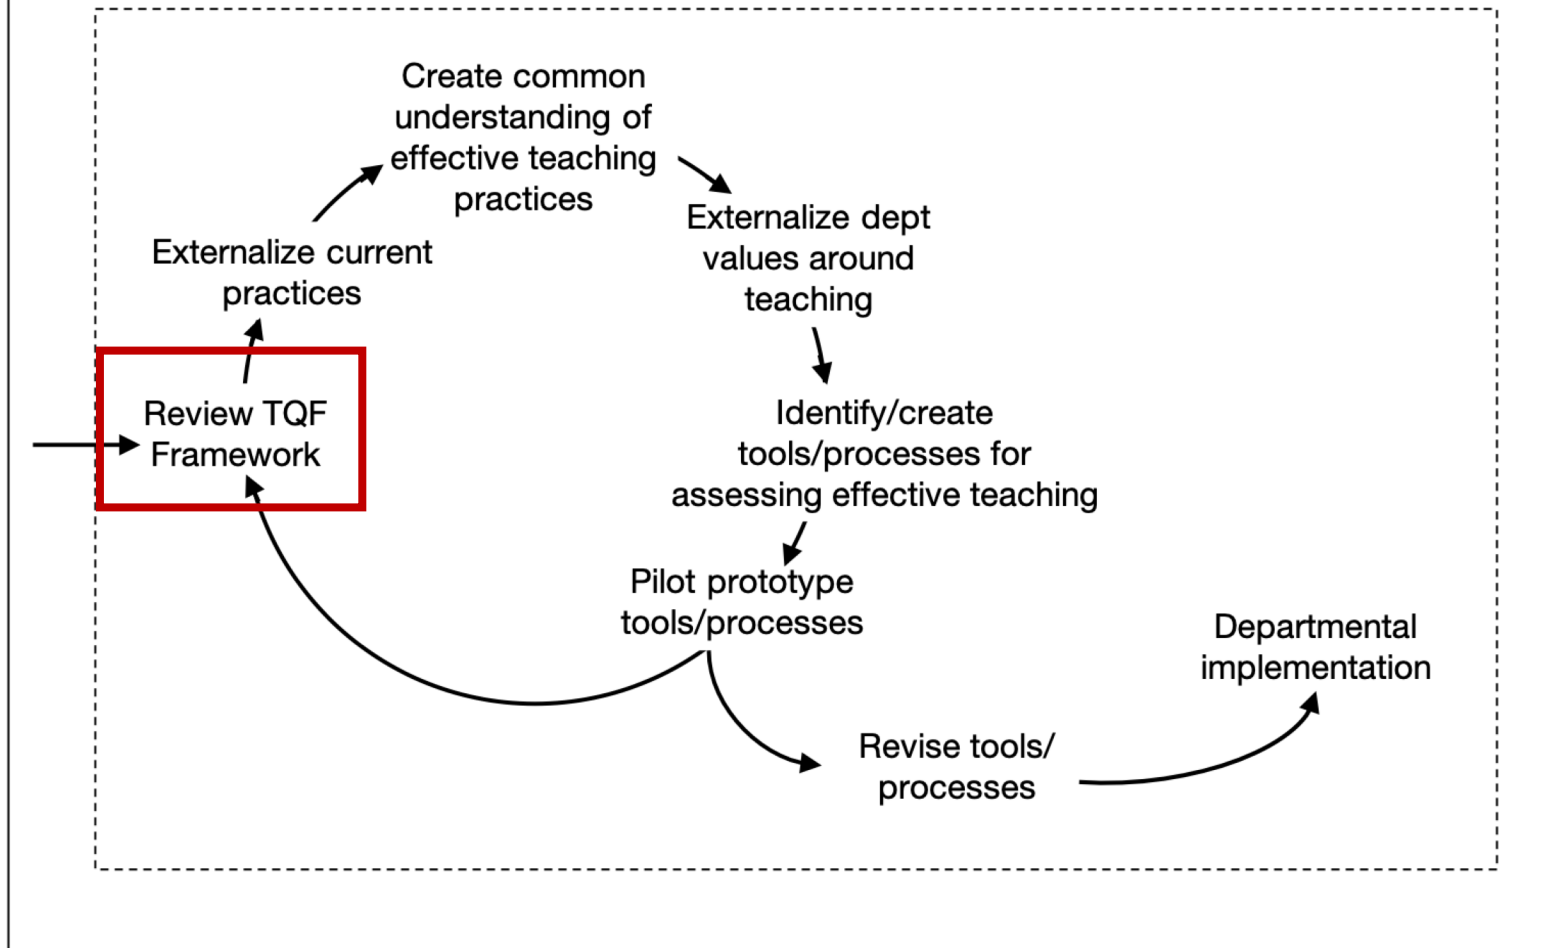 Create common
understanding of
effective teaching
practices
Externalize dept
values around
teaching
Externalize current
practices
Review TQF
Framework
Identify/create
tools/processes for
assessing effective teaching
Pilot prototype
tools/processes
Departmental
implementation
Revise tools/
processes